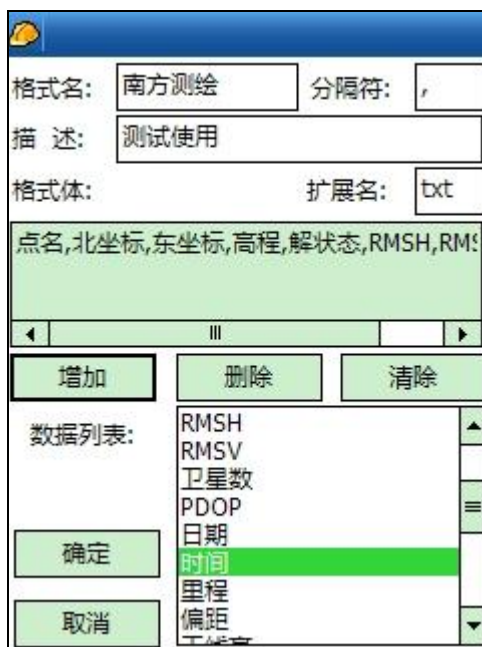 格式名: 南方测绘 分隔符: ,
描 述: 测试使用
格式体: 扩展名: txt
点名,北坐标,东坐标,高程,解状态,RMSH,RMS
增加 删除 清除
数据列表:
RMSH
RMSV
卫星数
PDOP
日期
时间
里程
偏距
确定
取消